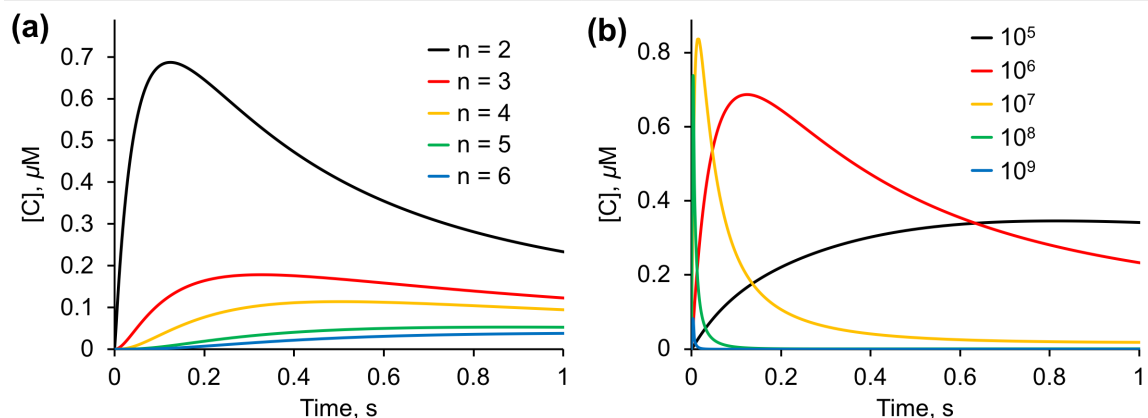 (a)
[C], μM
0.7
0.6
0.5
0.4
0.3
0.2
0.1
0
n = 2
n = 3
n = 4
n = 5
n = 6
0 0.2 0.4 0.6 0.8 1
Time, s
(b)
[C], μM
0.8
0.6
0.4
0.2
0
10⁵
10⁶
10⁷
10⁸
10⁹
0 0.2 0.4 0.6 0.8 1
Time, s